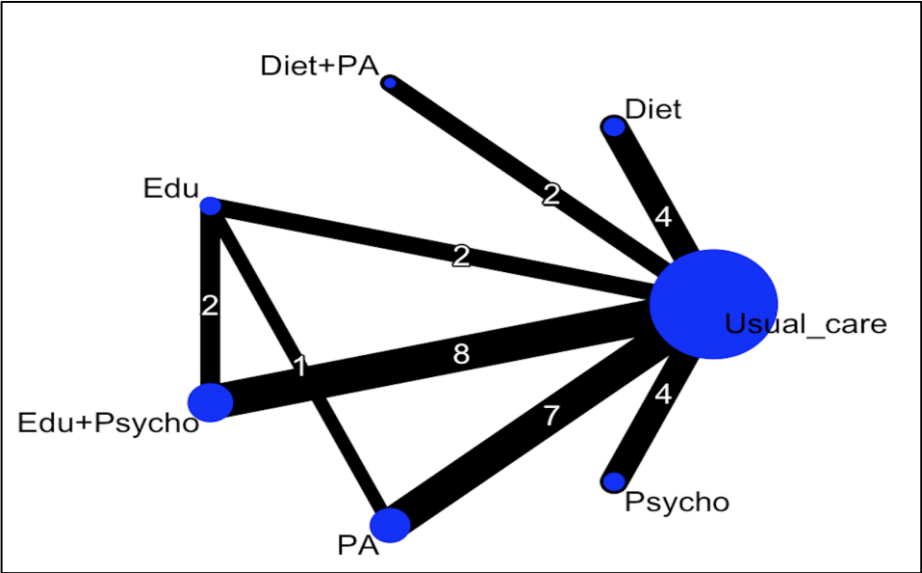 Diet+PA
Diet
Edu
2
4
2
2
Usual_care
1
8
Edu+Psycho
4
7
Psycho
PA